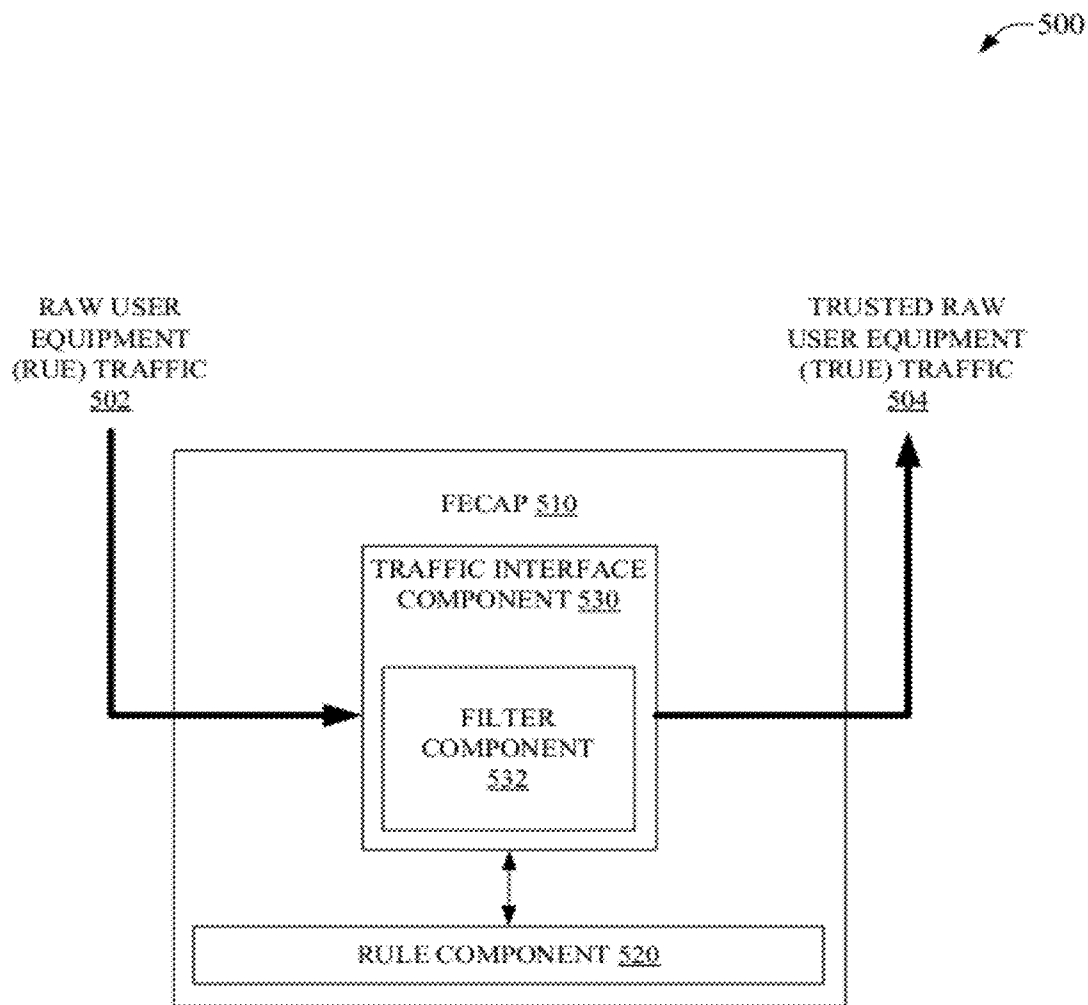 500
RAW USER
EQUIPMENT
(RUE) TRAFFIC
502
TRUSTED RAW
USER EQUIPMENT
(TRUE) TRAFFIC
504
FECAP 510
TRAFFIC INTERFACE
COMPONENT 530
FILTER
COMPONENT
532
RULE COMPONENT 520